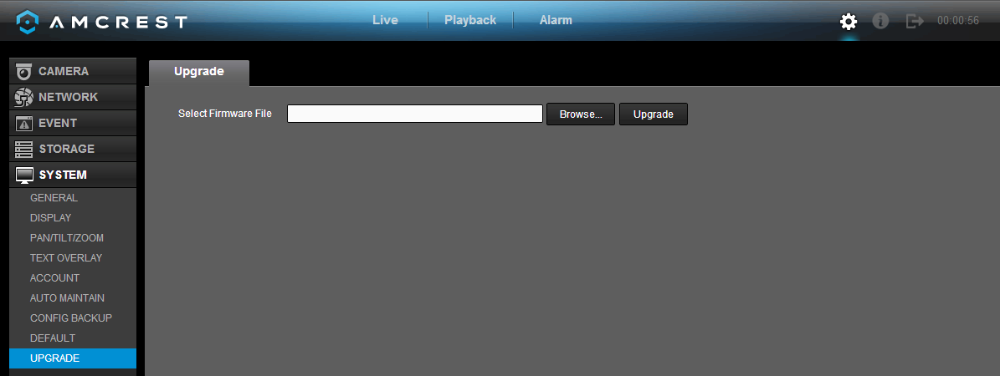 AMCREST
Live Playback Alarm
00:00:56
CAMERA
NETWORK
EVENT
STORAGE
SYSTEM
GENERAL
DISPLAY
PAN/TILT/ZOOM
TEXT OVERLAY
ACCOUNT
AUTO MAINTAIN
CONFIG BACKUP
DEFAULT
UPGRADE
Upgrade
Select Firmware File Browse... Upgrade